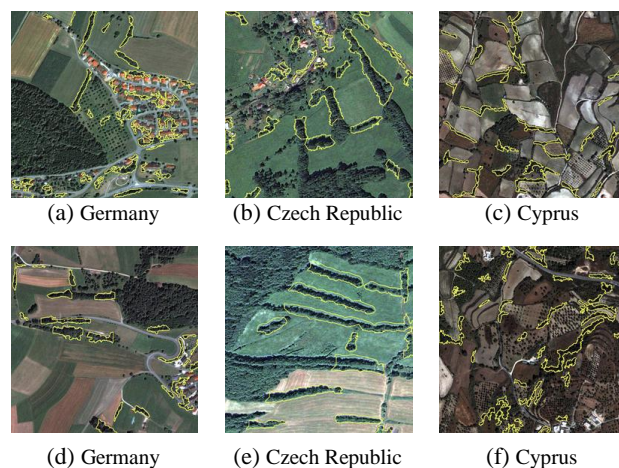 (a) Germany
(b) Czech Republic
(c) Cyprus
(d) Germany
(e) Czech Republic
(f) Cyprus